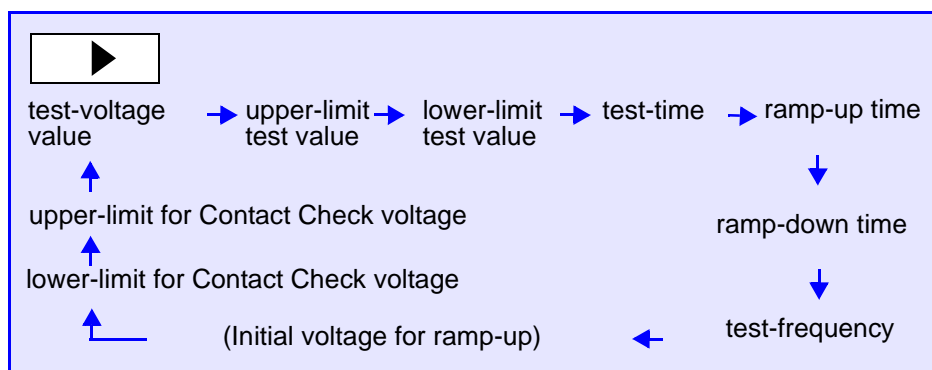 test-voltage value
upper-limit test value
lower-limit test value
test-time
ramp-up time
ramp-down time
test-frequency
(Initial voltage for ramp-up)
lower-limit for Contact Check voltage
upper-limit for Contact Check voltage